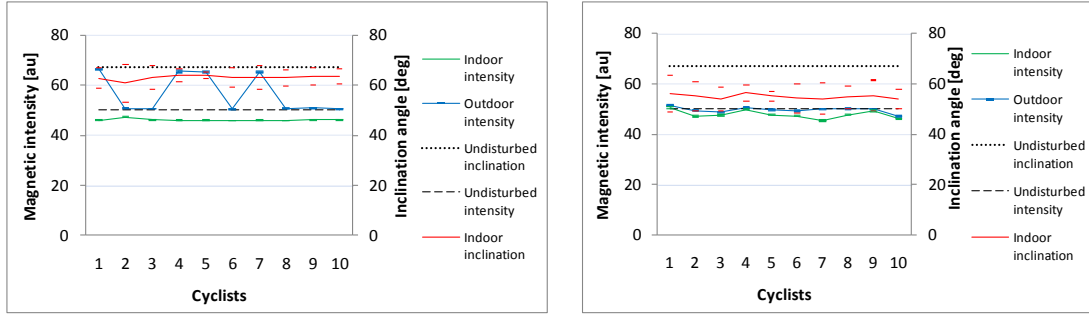 80
60
40
20
0
Magnetic intensity [au]
1 2 3 4 5 6 7 8 9 10
Cyclists
80
60
40
20
0
Inclination angle [deg]
Indoor
intensity
Outdoor
intensity
Undisturbed
inclination
Undisturbed
intensity
Indoor
inclination
80
60
40
20
0
Magnetic intensity [au]
1 2 3 4 5 6 7 8 9 10
Cyclists
80
60
40
20
0
Inclination angle [deg]
Indoor
intensity
Outdoor
intensity
Undisturbed
inclination
Undisturbed
intensity
Indoor
inclination